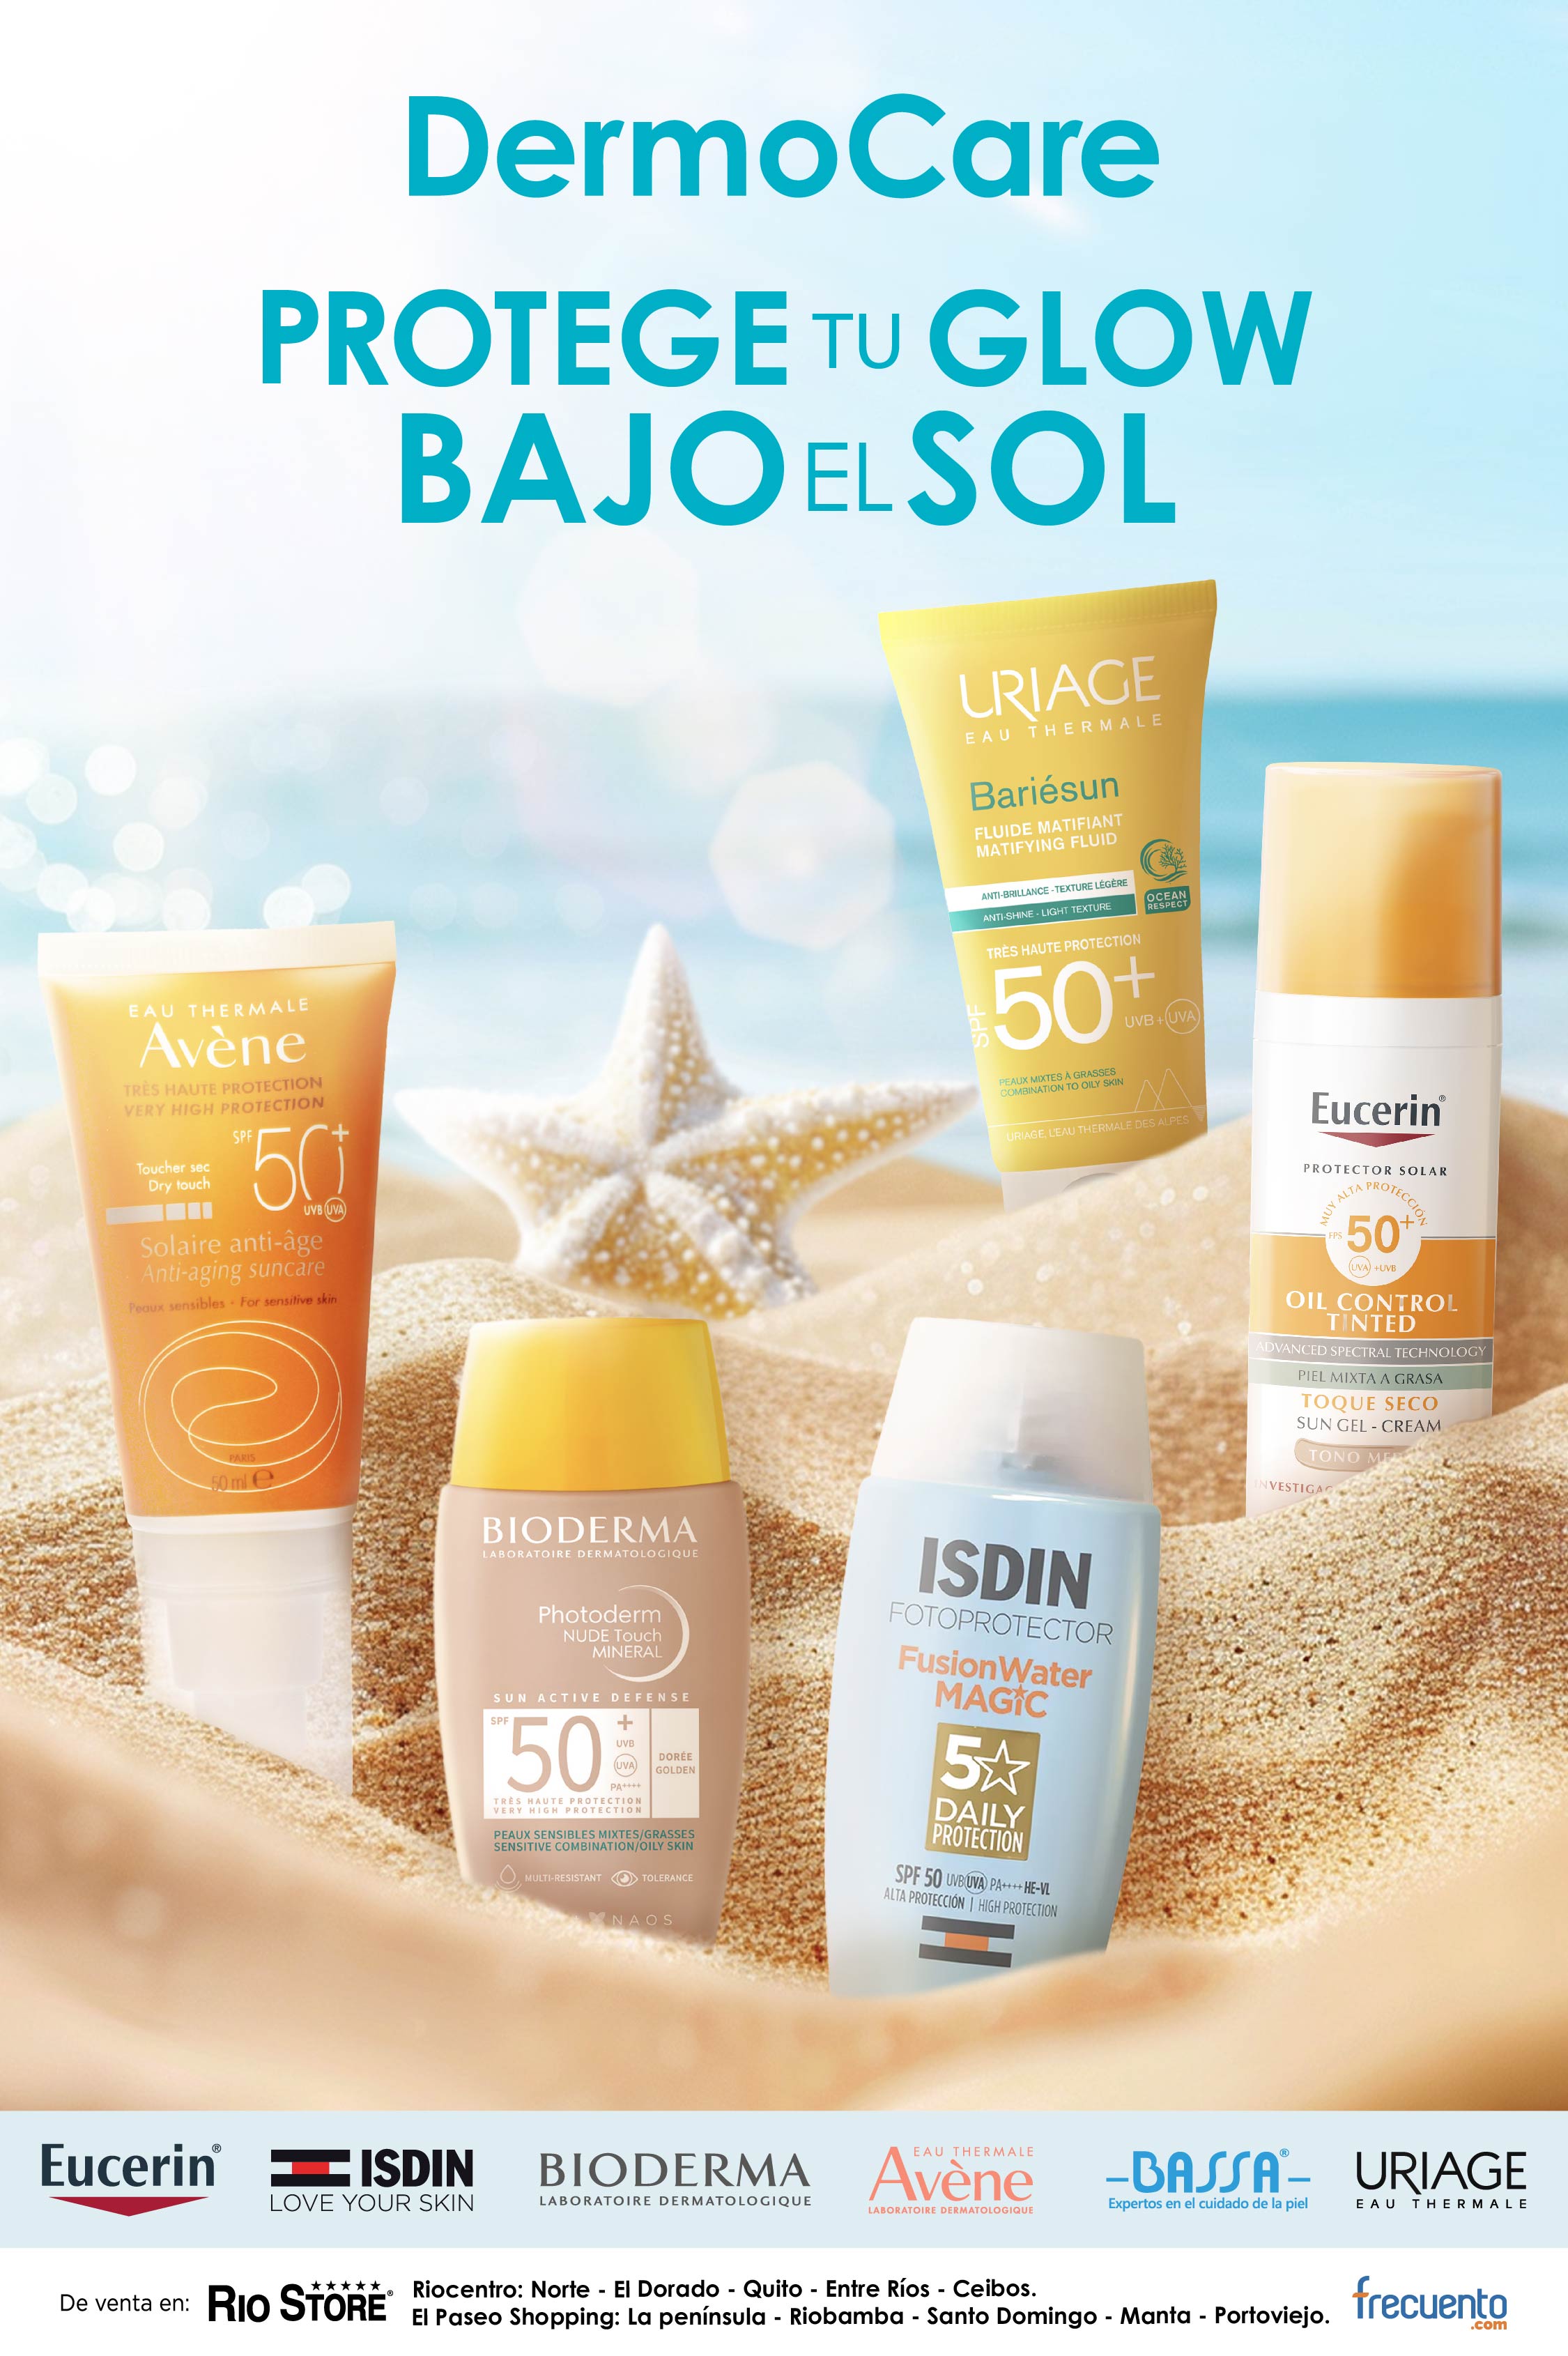 DermoCare
PROTEGE TU GLOW
BAJO EL SOL
URIAGE
EAU THERMALE
Bariésun
FLUIDE MATIFIANT
MATIFYING FLUID
ANTI-BRILLANCE - TEXTURE LÉGÈRE
ANTI-SHINE - LIGHT TEXTURE
OCEAN
RESPECT
TRÈS HAUTE PROTECTION
SPF 50+
UVB + UVA
PEAUX MIXTES À GRASSES
COMBINATION TO OILY SKIN
URIAGE, L'EAU THERMALE DES ALPES
Eucerin®
PROTECTOR SOLAR
MUY ALTA PROTECCIÓN
FPS 50+
UVA +UVB
OIL CONTROL
TINTED
ADVANCED SPECTRAL TECHNOLOGY
PIEL MIXTA A GRASA
TOQUE SECO
SUN GEL - CREAM
TONO
EAU THERMALE
Avène
TRÈS HAUTE PROTECTION
VERY HIGH PROTECTION
SPF 50+
Toucher sec
Dry touch
UVB UVA
Solaire anti-âge
Anti-aging suncare
Peaux sensibles - For sensitive skin
PARIS
50 ml e
BIODERMA
LABORATOIRE DERMATOLOGIQUE
Photoderm
NUDE Touch
MINERAL
SUN ACTIVE DEFENSE
SPF 50+
UVB
UVA
PA++++
DORÉE
GOLDEN
TRÈS HAUTE PROTECTION
VERY HIGH PROTECTION
PEAUX SENSIBLES MIXTES/GRASSES
SENSITIVE COMBINATION/OILY SKIN
MULTI-RESISTANT TOLERANCE
NAOS
ISDIN
FOTOPROTECTOR
FusionWater
MAGIC
5☆
DAILY
PROTECTION
SPF 50 UVB UVA PA++++ HE-VL
ALTA PROTECCIÓN | HIGH PROTECTION
Eucerin®
ISDIN
LOVE YOUR SKIN
BIODERMA
LABORATOIRE DERMATOLOGIQUE
EAU THERMALE
Avène
LABORATOIRE DERMATOLOGIQUE
BASSA®
Expertos en el cuidado de la piel
URIAGE
EAU THERMALE
De venta en: RIO STORE®
Riocentro: Norte - El Dorado - Quito - Entre Ríos - Ceibos.
El Paseo Shopping: La península - Riobamba - Santo Domingo - Manta - Portoviejo.
frecuento
.com